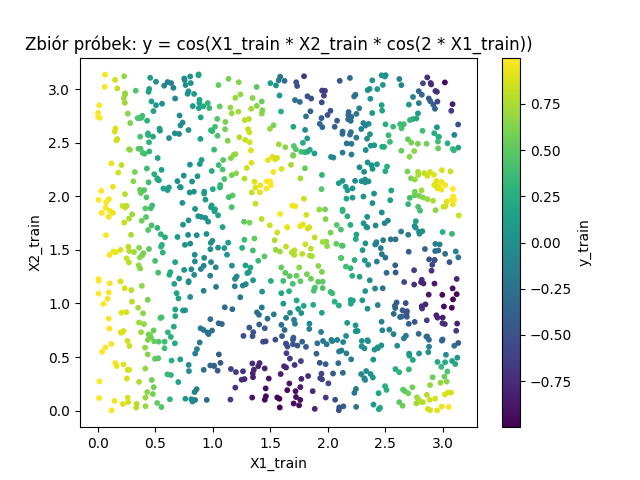 Zbiór próbek: y = cos(X1_train * X2_train * cos(2 * X1_train))
3.0
2.5
2.0
1.5
1.0
0.5
0.0
X2_train
0.0 0.5 1.0 1.5 2.0 2.5 3.0
X1_train
0.75
0.50
0.25
0.00
−0.25
−0.50
−0.75
y_train